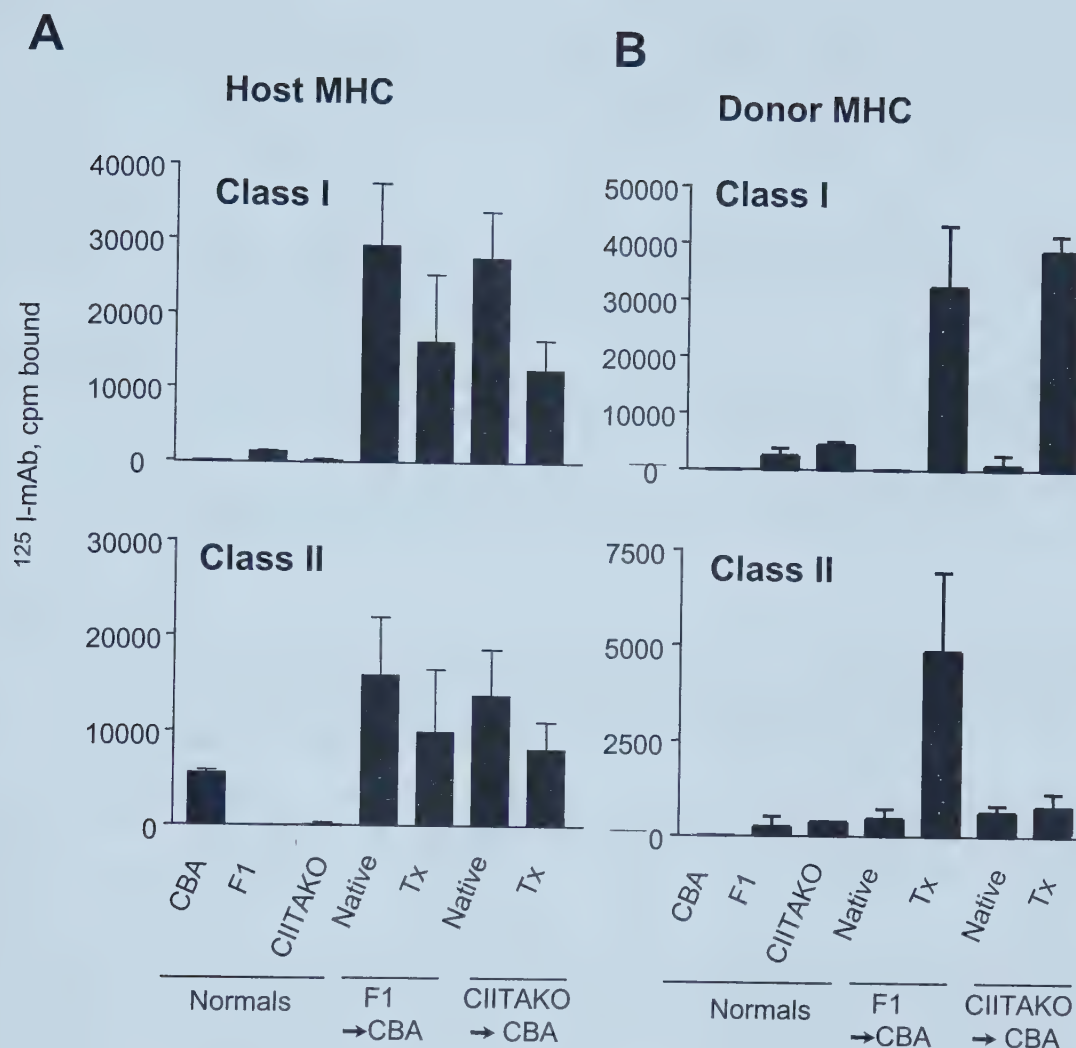 A
Host MHC
Class I
40000
30000
20000
10000
0
Class II
30000
20000
10000
0
125 I-mAb, cpm bound
CBA
F1
CIITAKO
Native
Tx
Native
Tx
Normals
F1
→CBA
CIITAKO
→ CBA
B
Donor MHC
Class I
50000
40000
30000
20000
10000
0
Class II
7500
5000
2500
0
CBA
F1
CIITAKO
Native
Tx
Native
Tx
Normals
F1
→CBA
CIITAKO
→ CBA